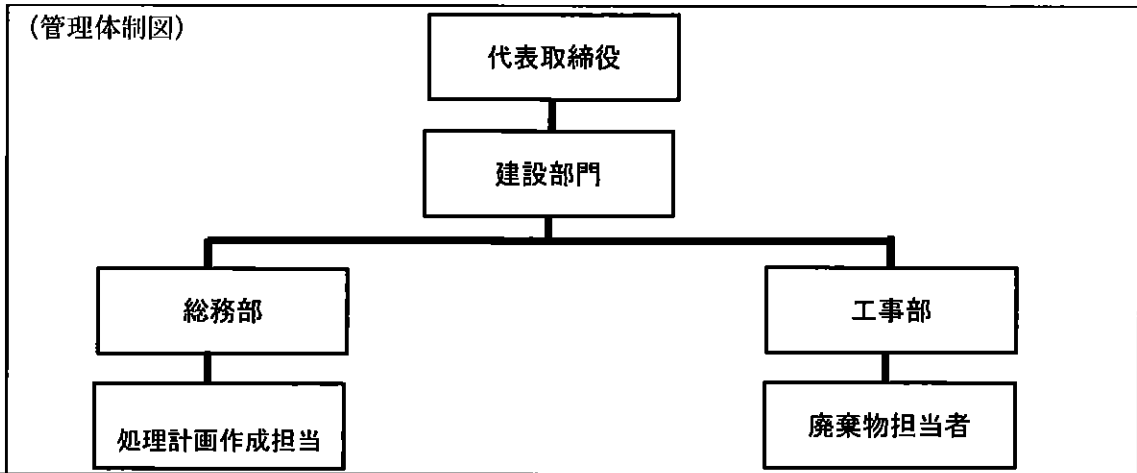 (管理体制図)
代表取締役
建設部門
総務部
工事部
処理計画作成担当
廃棄物担当者